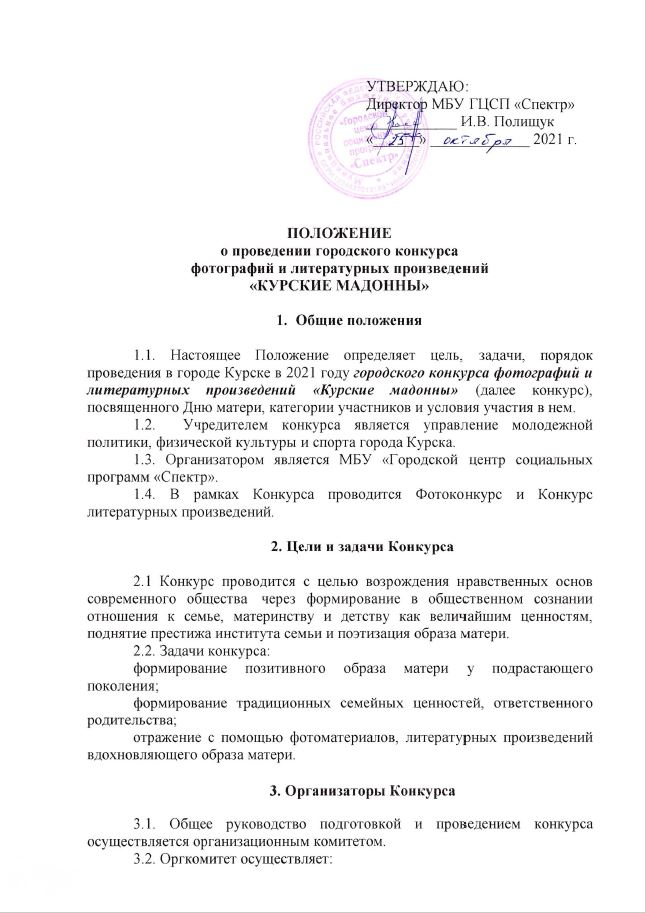 УТВЕРЖДАЮ:
Директор МБУ ГЦСП «Спектр»
И.В. Полищук
« 25 » октября 2021 г.
«Городской
центр
социальных
программ
«Спектр»
ПОЛОЖЕНИЕ
о проведении городского конкурса
фотографий и литературных произведений
«КУРСКИЕ МАДОННЫ»
1. Общие положения
1.1. Настоящее Положение определяет цель, задачи, порядок
проведения в городе Курске в 2021 году городского конкурса фотографий и
литературных произведений «Курские мадонны» (далее конкурс),
посвященного Дню матери, категории участников и условия участия в нем.
1.2. Учредителем конкурса является управление молодежной
политики, физической культуры и спорта города Курска.
1.3. Организатором является МБУ «Городской центр социальных
программ «Спектр».
1.4. В рамках Конкурса проводится Фотоконкурс и Конкурс
литературных произведений.
2. Цели и задачи Конкурса
2.1 Конкурс проводится с целью возрождения нравственных основ
современного общества через формирование в общественном сознании
отношения к семье, материнству и детству как величайшим ценностям,
поднятие престижа института семьи и поэтизация образа матери.
2.2. Задачи конкурса:
формирование позитивного образа матери у подрастающего
поколения;
формирование традиционных семейных ценностей, ответственного
родительства;
отражение с помощью фотоматериалов, литературных произведений
вдохновляющего образа матери.
3. Организаторы Конкурса
3.1. Общее руководство подготовкой и проведением конкурса
осуществляется организационным комитетом.
3.2. Оргкомитет осуществляет: